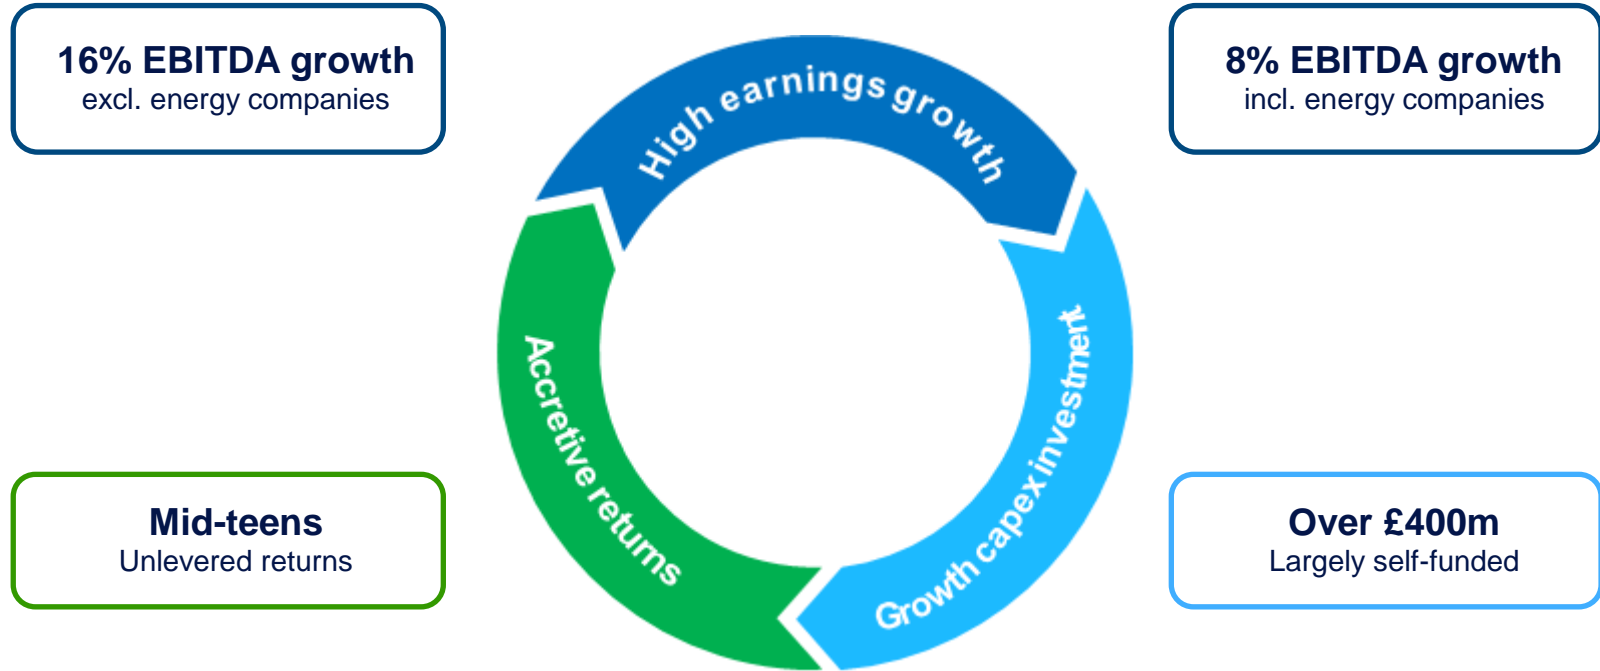 16% EBITDA growth
excl. energy companies
8% EBITDA growth
incl. energy companies
High earnings growth
Growth capex investment
Accretive returns
Mid-teens
Unlevered returns
Over £400m
Largely self-funded